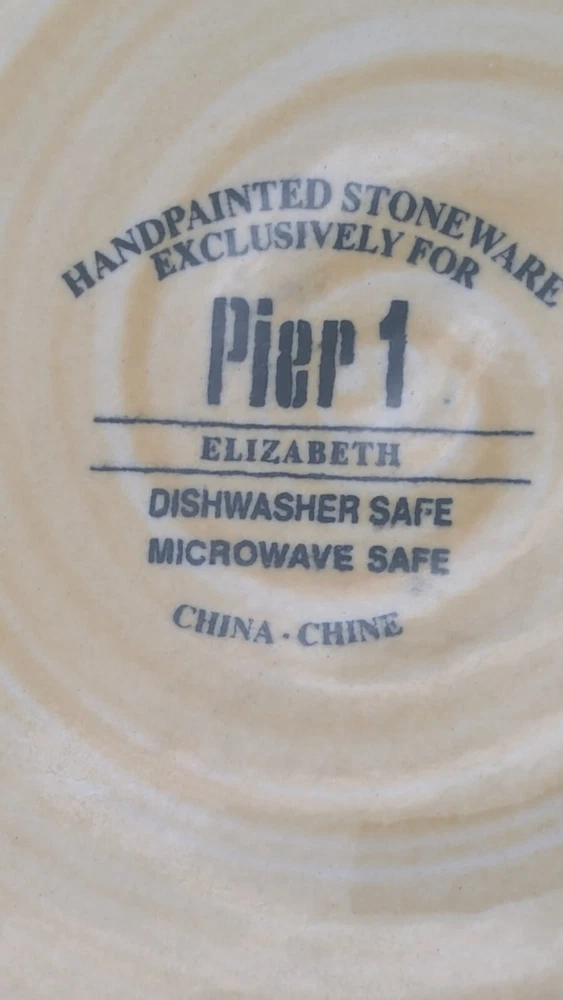 HANDPAINTED STONEWARE
EXCLUSIVELY FOR
Pier 1
ELIZABETH
DISHWASHER SAFE
MICROWAVE SAFE
CHINA · CHINE